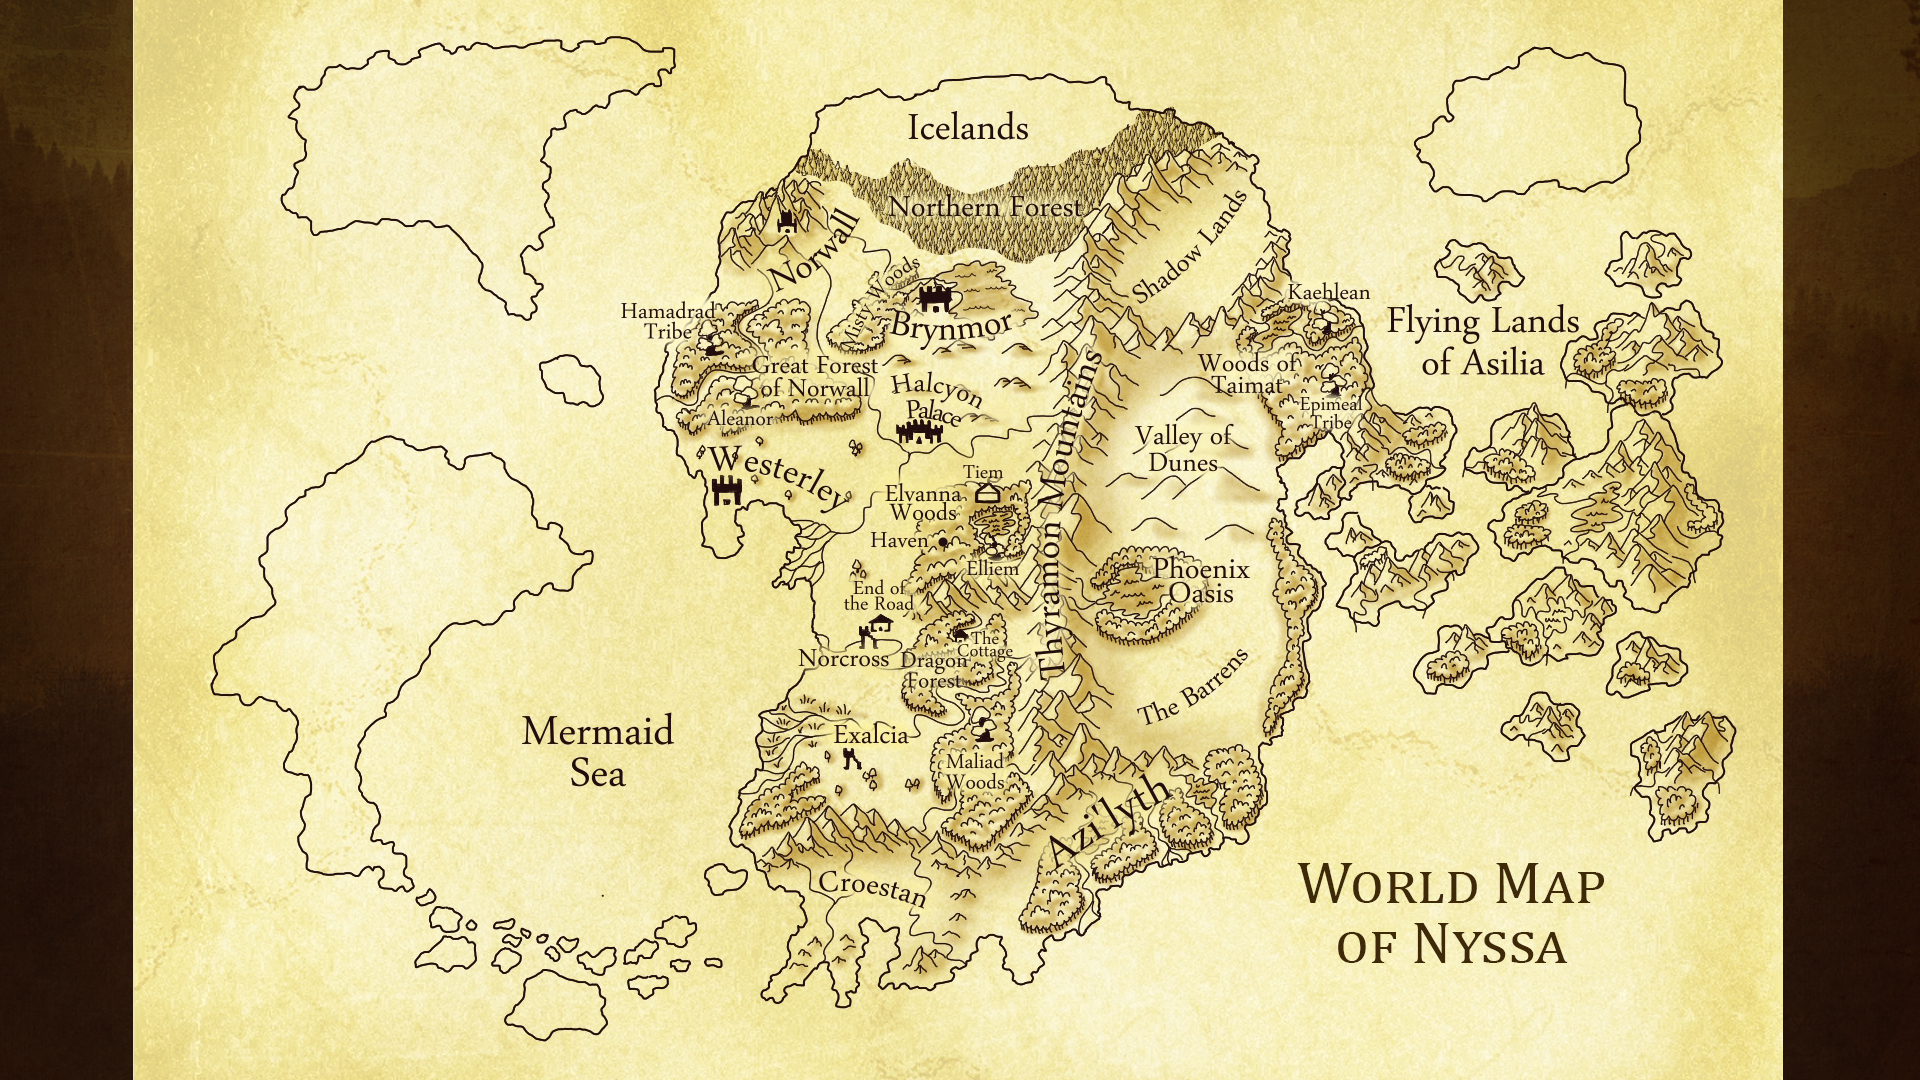 Icelands
Northern Forest
Norwall
Shadow Lands
Misty Woods
Kaehlean
Hamadrad
Tribe
Brynmor
Flying Lands
of Asilia
Great Forest
of Norwall
Woods of
Taimat
Halcyon
Palace
Epimeal
Tribe
Aleanor
Thyramon Mountains
Valley of
Dunes
Westerley
Tiem
Elvanna
Woods
Haven
Elliem
Phoenix
Oasis
End of
the Road
Norcross
The
Cottage
Dragon
Forest
The Barrens
Mermaid
Sea
Exalcia
Maliad
Woods
Azi'lyth
Croestan
World Map
of Nyssa